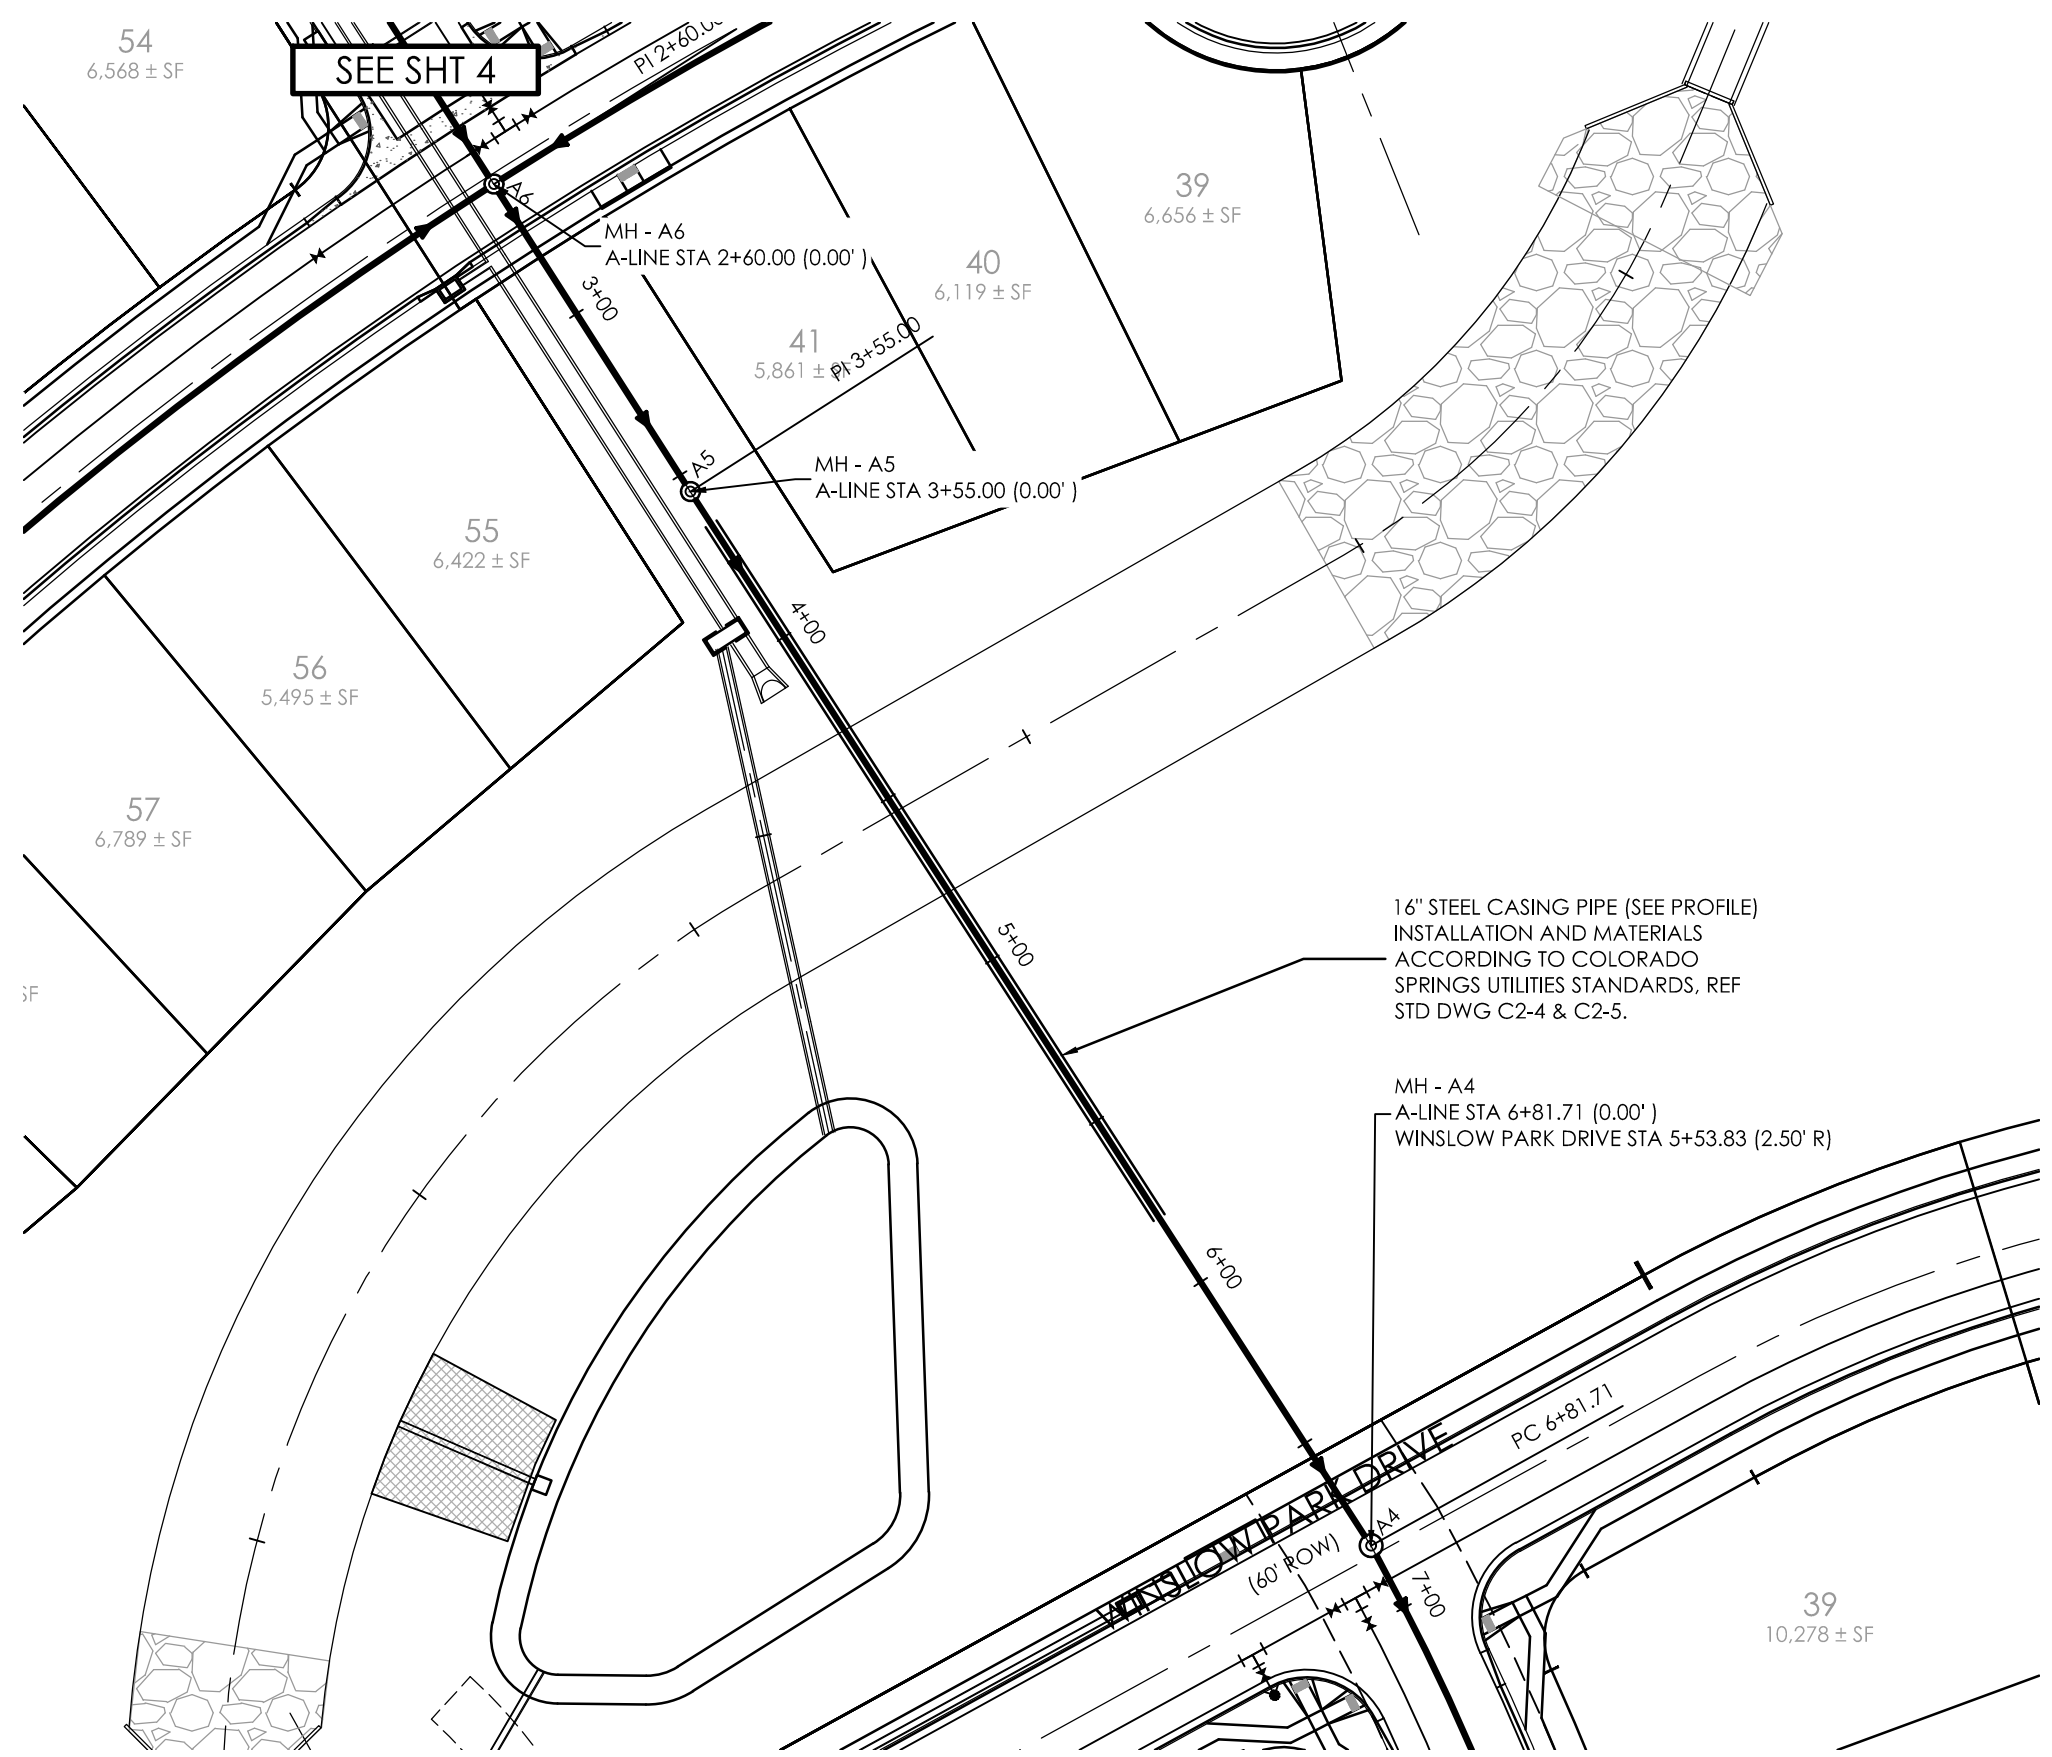 54
6,568 ± SF
SEE SHT 4
PI 2+60.00
A6
MH - A6
A-LINE STA 2+60.00 (0.00' )
39
6,656 ± SF
40
6,119 ± SF
3+00
41
5,861 ± SF
PI 3+55.00
A5
MH - A5
A-LINE STA 3+55.00 (0.00' )
55
6,422 ± SF
4+00
56
5,495 ± SF
57
6,789 ± SF
SF
5+00
16" STEEL CASING PIPE (SEE PROFILE)
INSTALLATION AND MATERIALS
ACCORDING TO COLORADO
SPRINGS UTILITIES STANDARDS, REF
STD DWG C2-4 & C2-5.
MH - A4
A-LINE STA 6+81.71 (0.00' )
WINSLOW PARK DRIVE STA 5+53.83 (2.50' R)
6+00
PC 6+81.71
WINSLOW PARK DRIVE
(60' ROW)
A4
7+00
39
10,278 ± SF